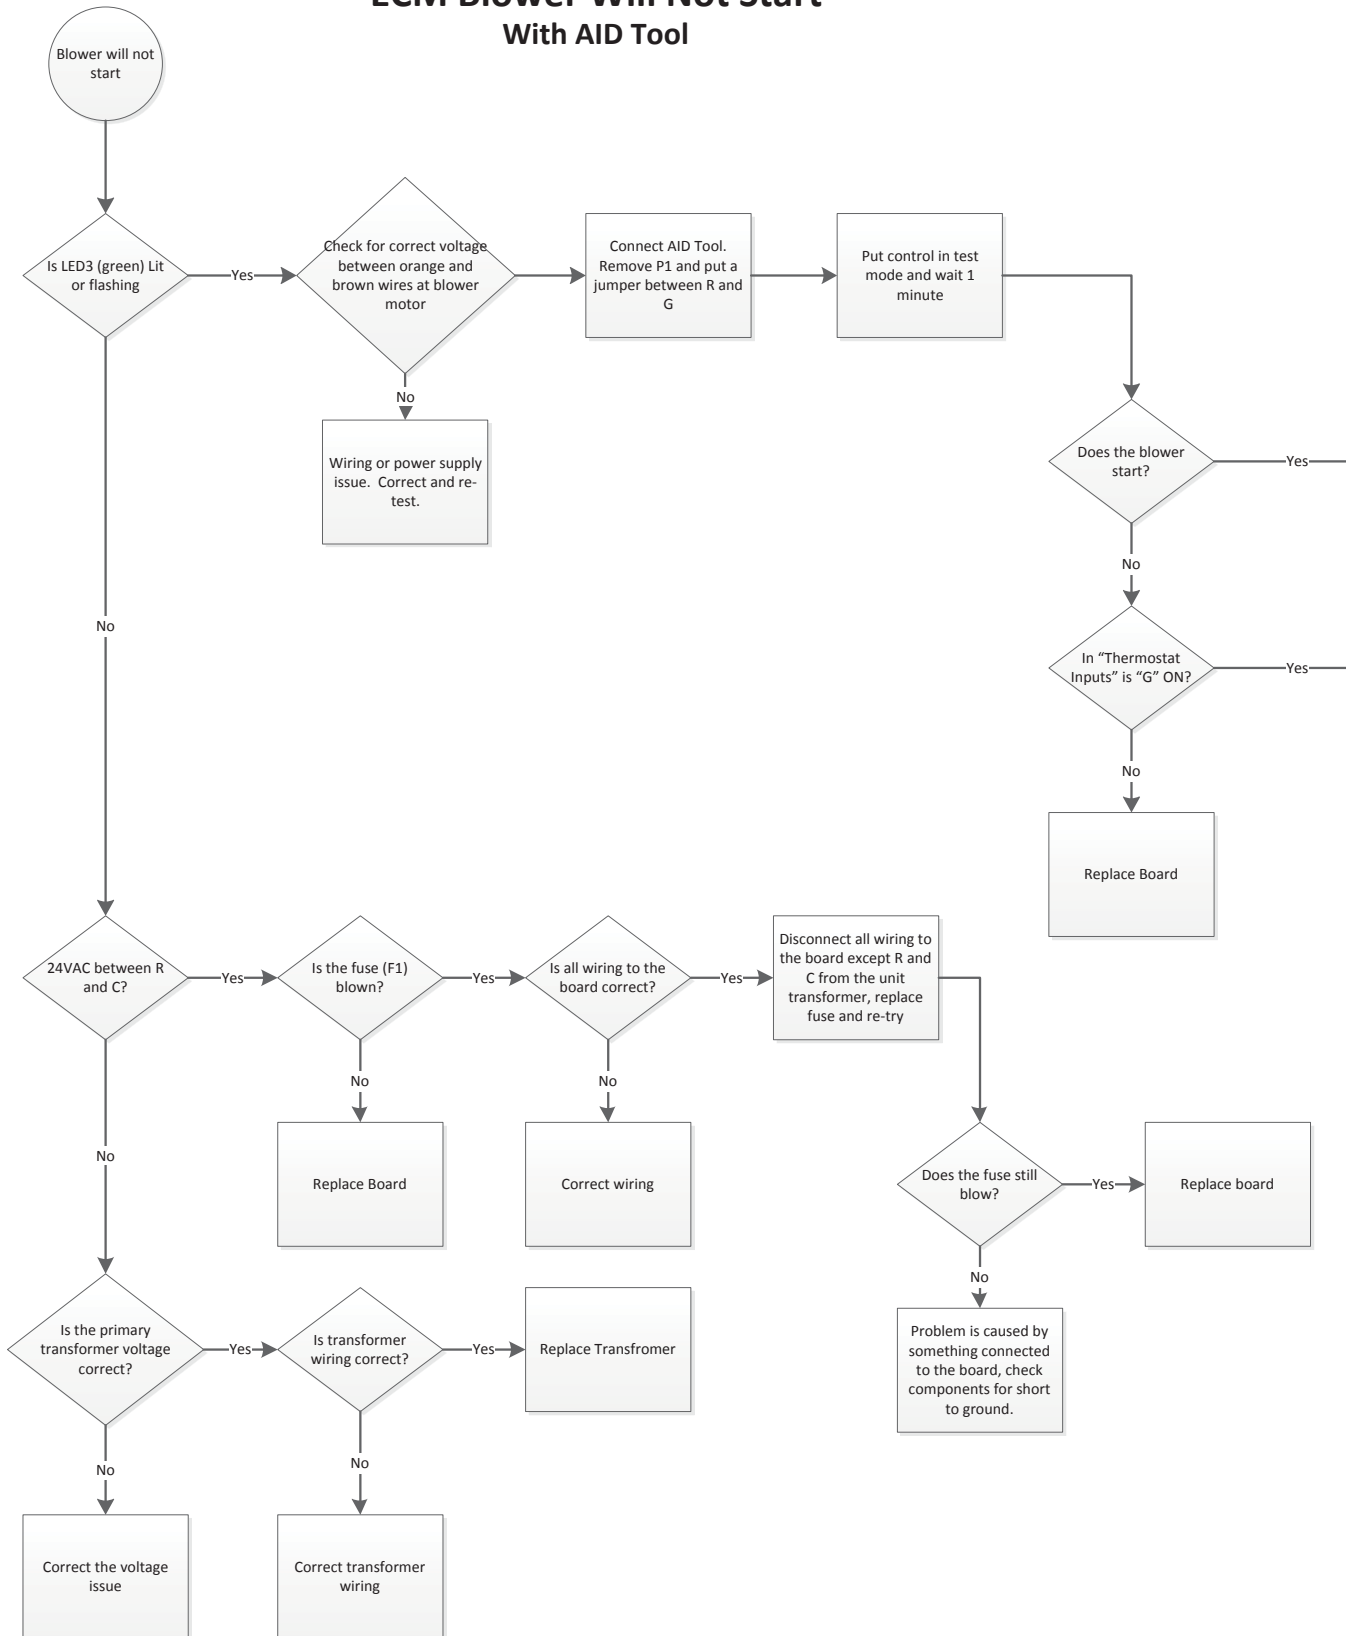 ECM Blower Will Not Start
With AID Tool
Blower will not
start
Is LED3 (green) Lit
or flashing
Yes
Check for correct voltage
between orange and
brown wires at blower
motor
Connect AID Tool.
Remove P1 and put a
jumper between R and
G
Put control in test
mode and wait 1
minute
No
Wiring or power supply
issue.  Correct and re-
test.
Does the blower
start?
Yes
No
No
In “Thermostat
Inputs” is “G” ON?
Yes
No
Replace Board
24VAC between R
and C?
Yes
Is the fuse (F1)
blown?
Yes
Is all wiring to the
board correct?
Yes
Disconnect all wiring to
the board except R and
C from the unit
transformer, replace
fuse and re-try
No
No
No
Replace Board
Correct wiring
Does the fuse still
blow?
Yes
Replace board
No
Problem is caused by
something connected
to the board, check
components for short
to ground.
Is the primary
transformer voltage
correct?
Yes
Is transformer
wiring correct?
Yes
Replace Transfromer
No
No
Correct the voltage
issue
Correct transformer
wiring